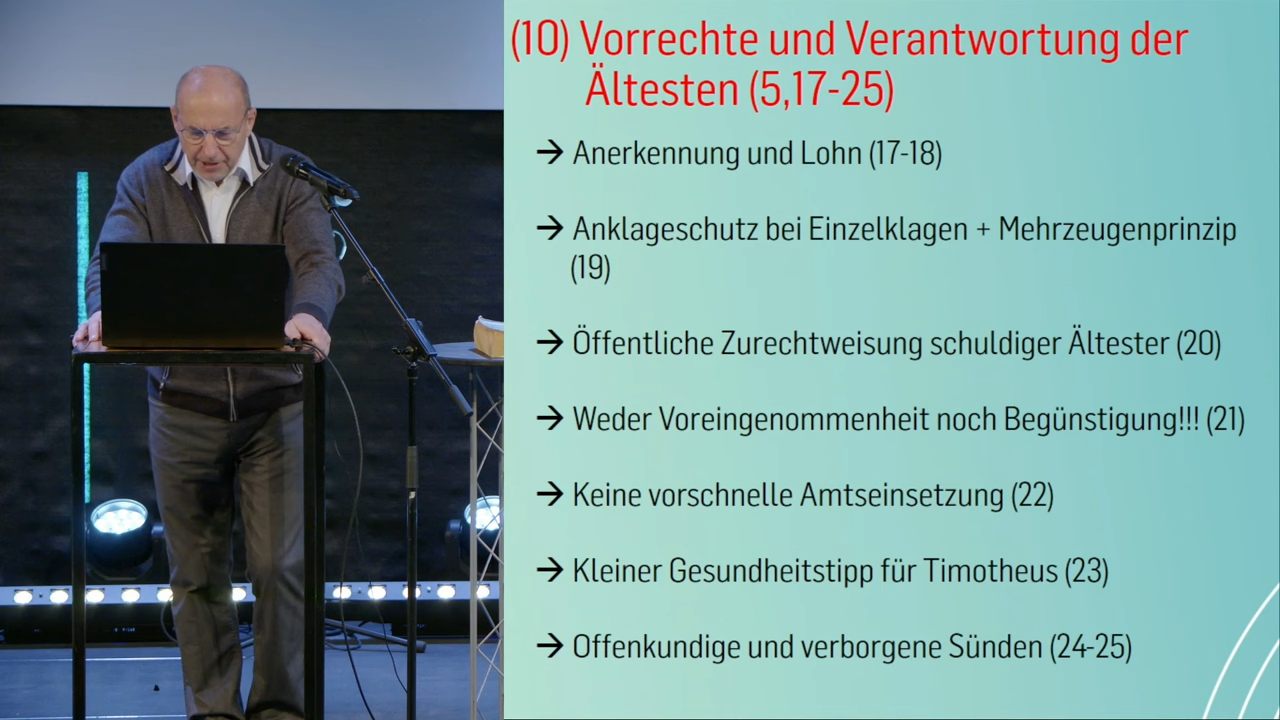 (10) Vorrechte und Verantwortung der
Ältesten (5,17-25)
→ Anerkennung und Lohn (17-18)
→ Anklageschutz bei Einzelklagen + Mehrzeugenprinzip
(19)
→ Öffentliche Zurechtweisung schuldiger Ältester (20)
→ Weder Voreingenommenheit noch Begünstigung!!! (21)
→ Keine vorschnelle Amtseinsetzung (22)
→ Kleiner Gesundheitstipp für Timotheus (23)
→ Offenkundige und verborgene Sünden (24-25)